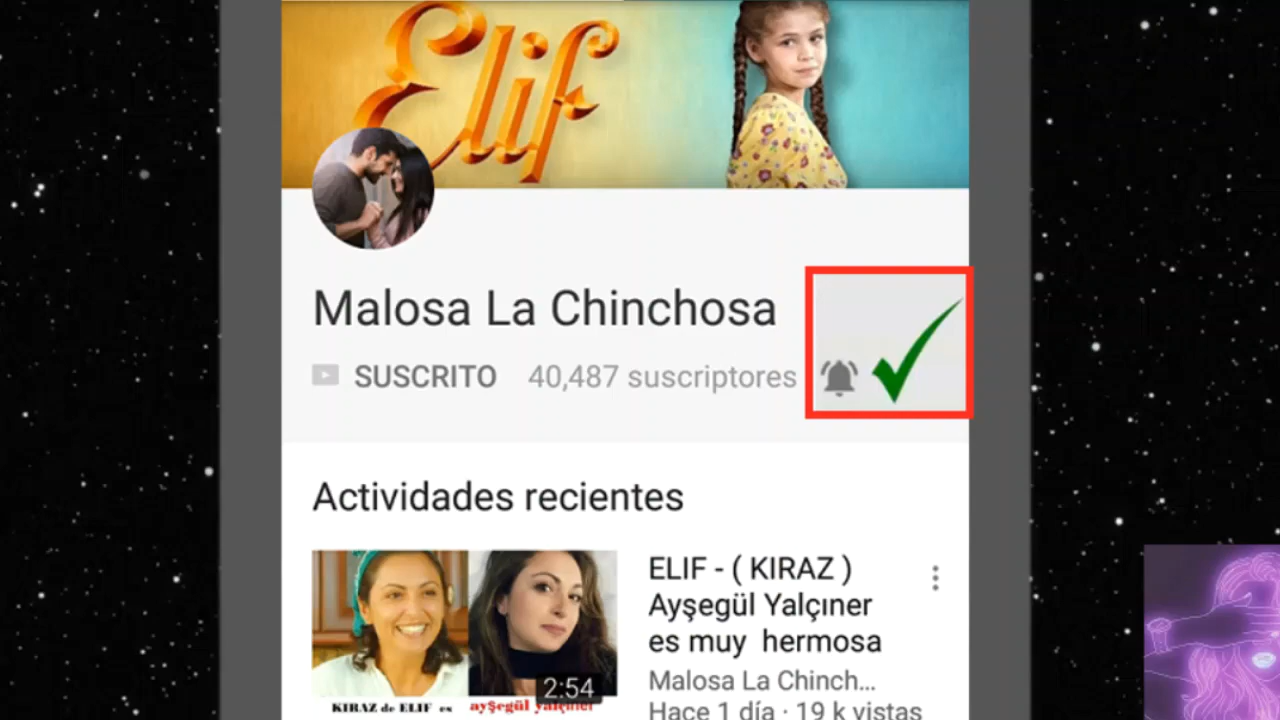 Elif
Malosa La Chinchosa
SUSCRITO 40,487 suscriptores
Actividades recientes
ELIF - ( KIRAZ )
Ayşegül Yalçıner
es muy hermosa
Malosa La Chinch...
Hace 1 día · 19 k vistas
2:54
KIRAZ de ELIF es ayşegül yalçıner